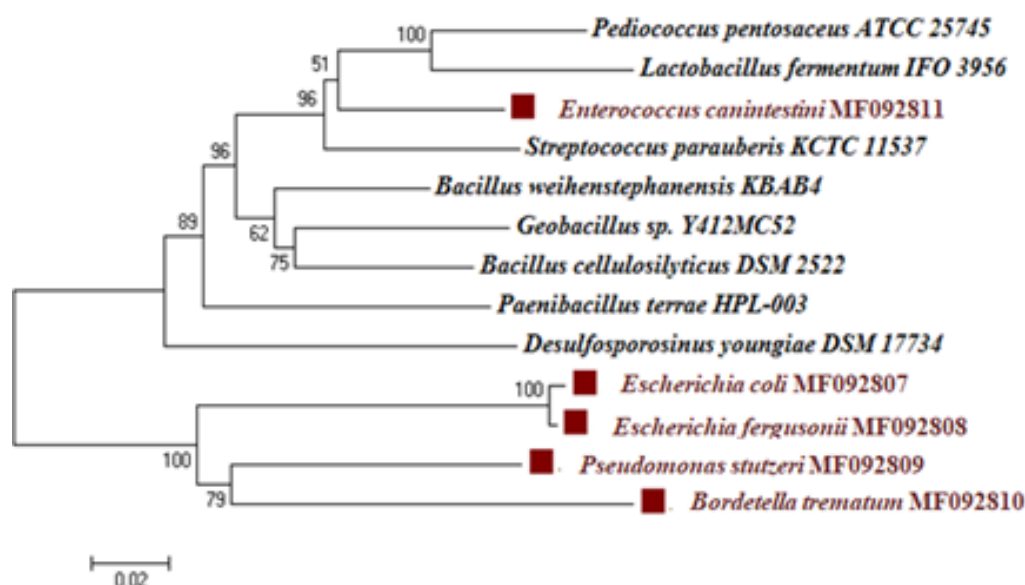 100
Pediococcus pentosaceus ATCC 25745
51
Lactobacillus fermentum IFO 3956
96
Enterococcus canintestini MF092811
96
Streptococcus parauberis KCTC 11537
Bacillus weihenstephanensis KBAB4
89
Geobacillus sp. Y412MC52
62
75
Bacillus cellulosilyticus DSM 2522
Paenibacillus terrae HPL-003
Desulfosporosinus youngiae DSM 17734
100
Escherichia coli MF092807
Escherichia fergusonii MF092808
100
Pseudomonas stutzeri MF092809
79
Bordetella trematum MF092810
0.02